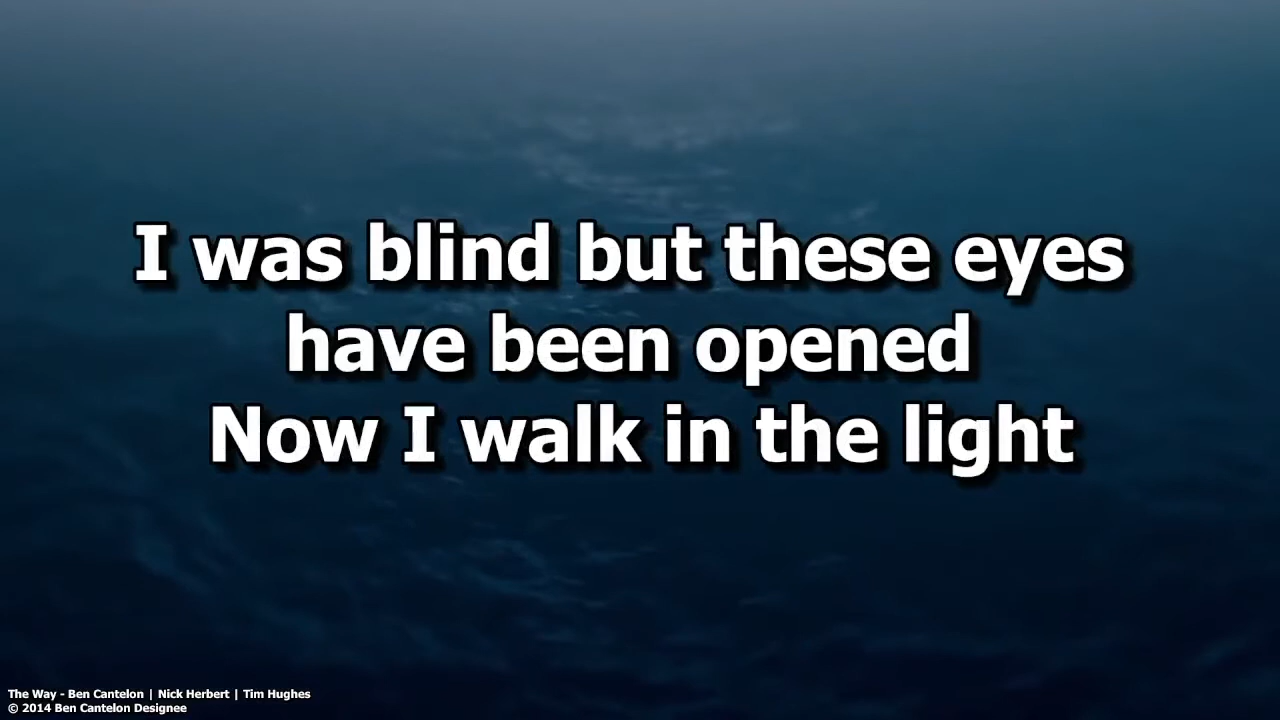 I was blind but these eyes
have been opened
Now I walk in the light
The Way - Ben Cantelon | Nick Herbert | Tim Hughes
© 2014 Ben Cantelon Designee